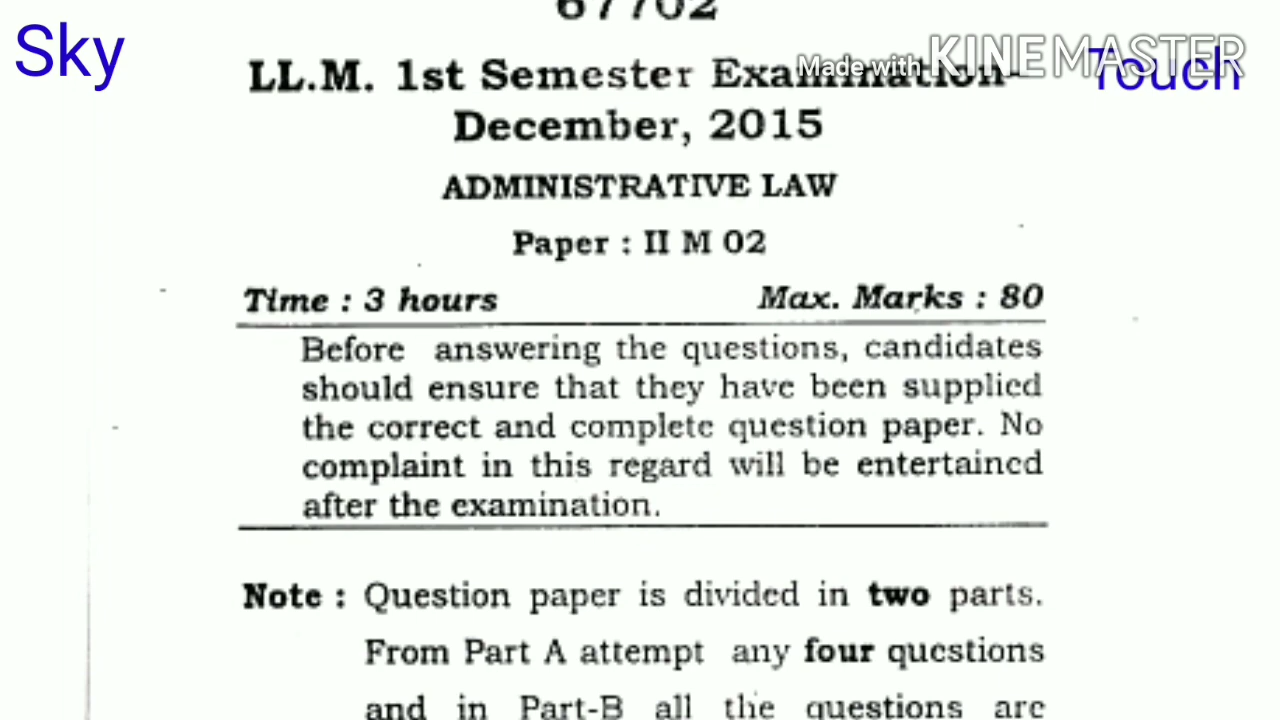 67702
Sky
Made with KINEMASTER
Touch
LL.M. 1st Semester Examination-
December, 2015
ADMINISTRATIVE LAW
Paper : II M 02
Time : 3 hours Max. Marks : 80
Before answering the questions, candidates
should ensure that they have been supplied
the correct and complete question paper. No
complaint in this regard will be entertained
after the examination.
Note : Question paper is divided in two parts.
From Part A attempt any four questions
and in Part-B all the questions are